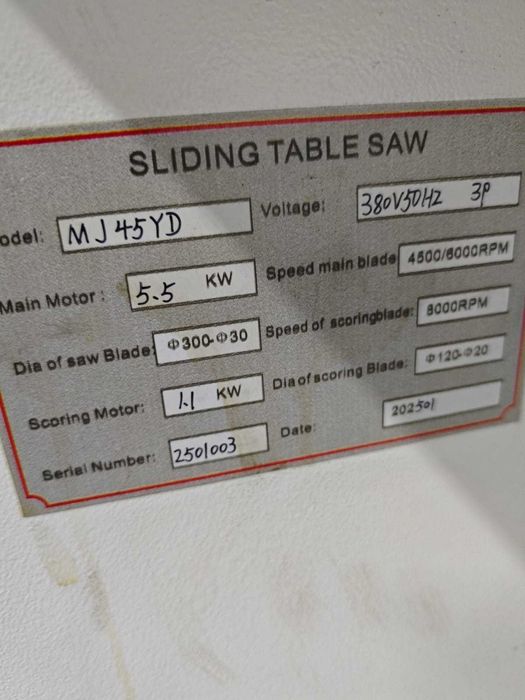 SLIDING TABLE SAW
odel: MJ45YD Voltage: 380V50HZ 3P
Main Motor: 5.5 KW Speed main blade 4500/6000RPM
Dia of saw Blade: Φ300-Φ30 Speed of scoringblade: 8000RPM
Scoring Motor: 1.1 KW Dia of scoring Blade: Φ120-Φ20
Serial Number: 2501003 Date: 202501